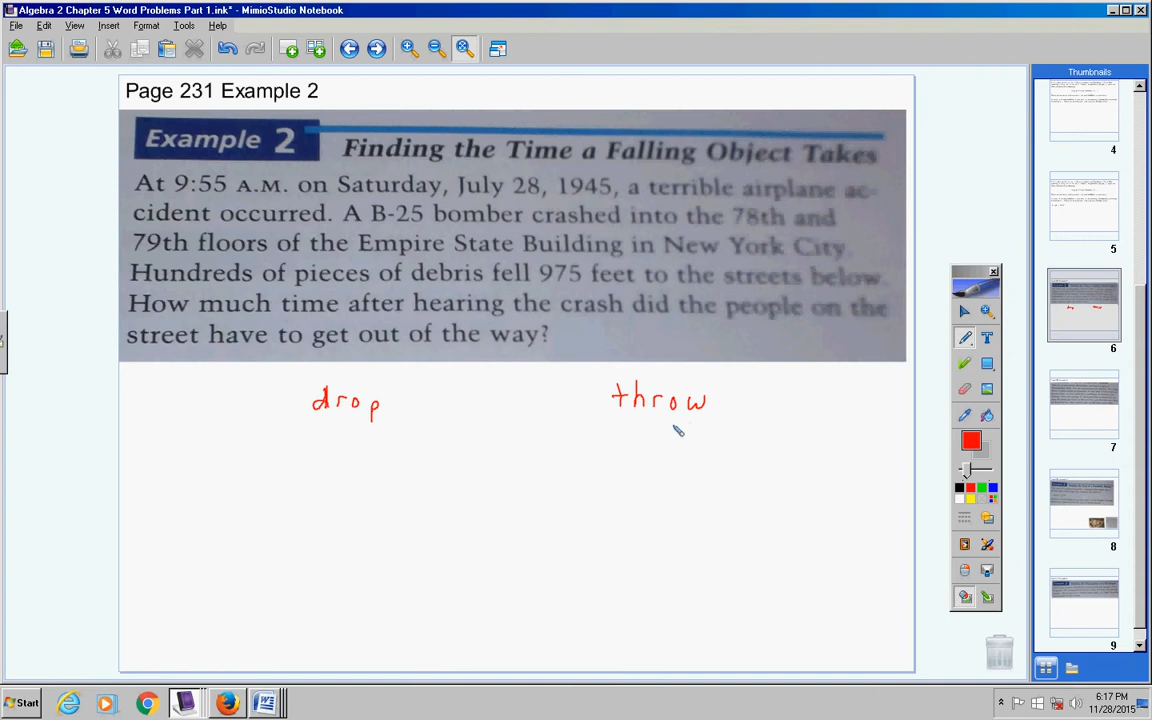 Algebra 2 Chapter 5 Word Problems Part 1.ink* - MimioStudio Notebook
File Edit View Insert Format Tools Help
Thumbnails
Page 231 Example 2
Example 2 Finding the Time a Falling Object Takes
At 9:55 A.M. on Saturday, July 28, 1945, a terrible airplane ac-
cident occurred. A B-25 bomber crashed into the 78th and
79th floors of the Empire State Building in New York City.
Hundreds of pieces of debris fell 975 feet to the streets below.
How much time after hearing the crash did the people on the
street have to get out of the way?
drop throw
4
5
6
7
8
9
Start
6:17 PM
11/28/2015